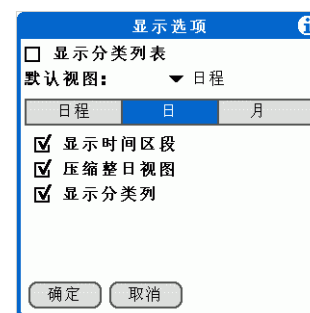 显示选项
显示分类列表
默认视图: 日程
日程 日 月
显示时间区段
压缩整日视图
显示分类列
确定 取消